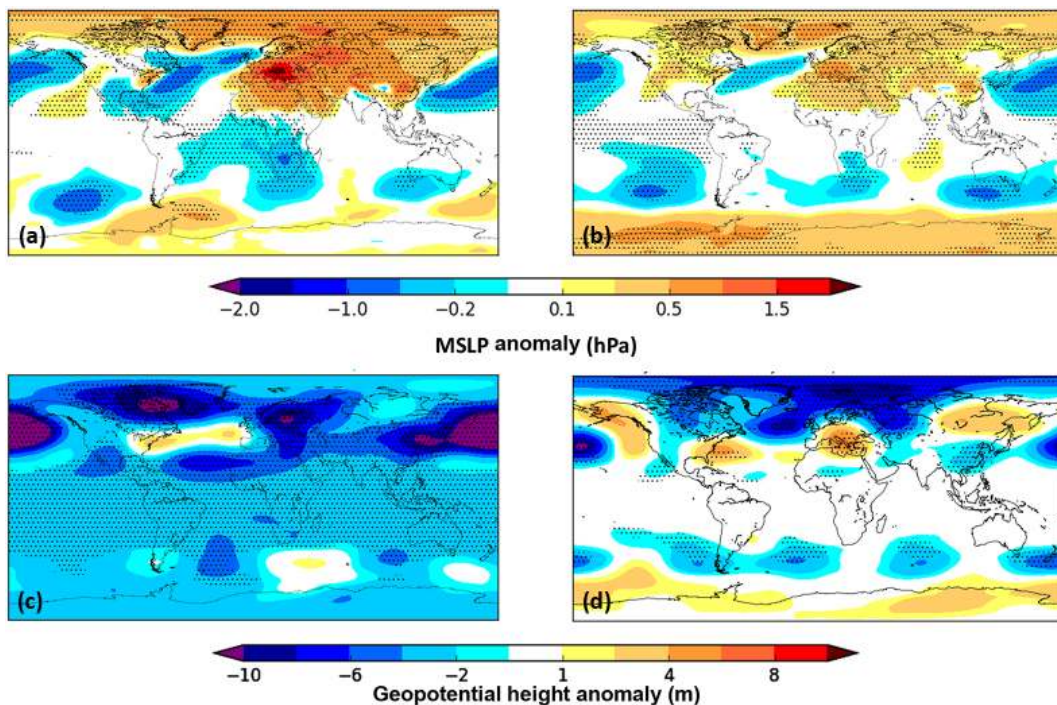 (a)
(b)
−2.0 −1.0 −0.2 0.1 0.5 1.5
MSLP anomaly (hPa)
(c)
(d)
−10 −6 −2 1 4 8
Geopotential height anomaly (m)